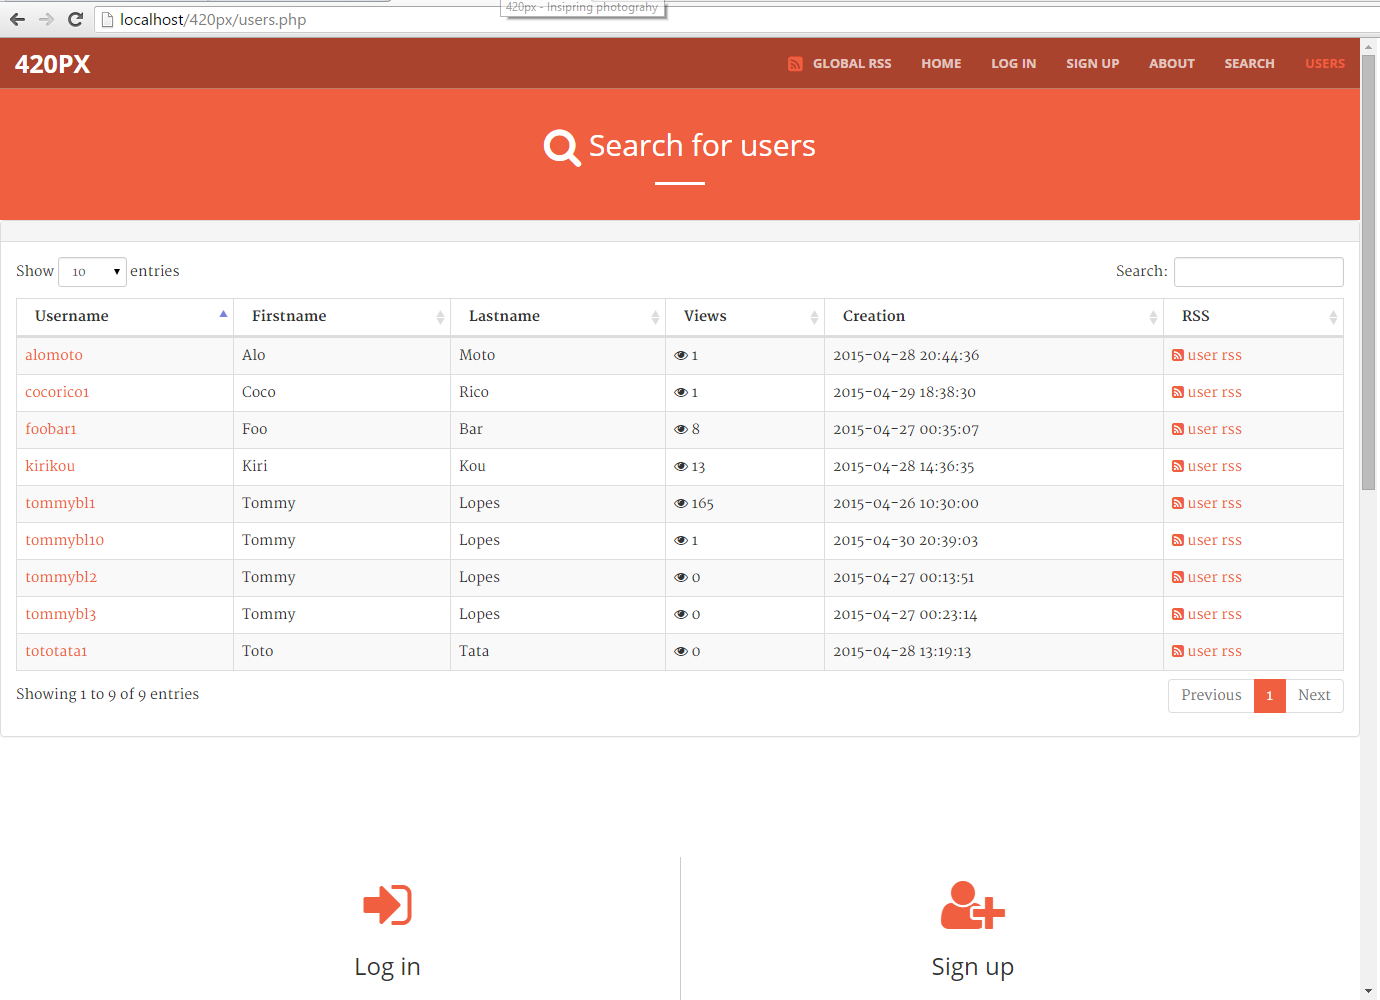 420px - Insipring photograhy
localhost/420px/users.php
420PX GLOBAL RSS HOME LOG IN SIGN UP ABOUT SEARCH USERS
Search for users
Show 10 entries Search:
Username Firstname Lastname Views Creation RSS
alomoto Alo Moto 1 2015-04-28 20:44:36 user rss
cocorico1 Coco Rico 1 2015-04-29 18:38:30 user rss
foobar1 Foo Bar 8 2015-04-27 00:35:07 user rss
kirikou Kiri Kou 13 2015-04-28 14:36:35 user rss
tommybl1 Tommy Lopes 165 2015-04-26 10:30:00 user rss
tommybl10 Tommy Lopes 1 2015-04-30 20:39:03 user rss
tommybl2 Tommy Lopes 0 2015-04-27 00:13:51 user rss
tommybl3 Tommy Lopes 0 2015-04-27 00:23:14 user rss
tototata1 Toto Tata 0 2015-04-28 13:19:13 user rss
Showing 1 to 9 of 9 entries Previous 1 Next
Log in Sign up